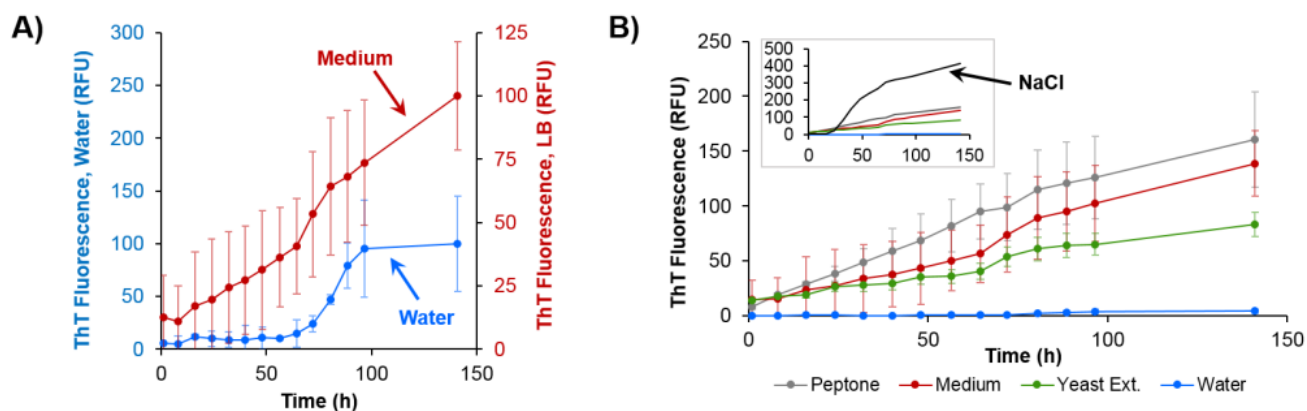 A)
ThT Fluorescence, Water (RFU)
300
250
200
150
100
50
0
Medium
Water
125
100
75
50
25
0
ThT Fluorescence, LB (RFU)
0 50 100 150
Time (h)
B)
ThT Fluorescence (RFU)
250
200
150
100
50
0
500
400
300
200
100
0
0 50 100 150
NaCl
0 50 100 150
Time (h)
Peptone Medium Yeast Ext. Water